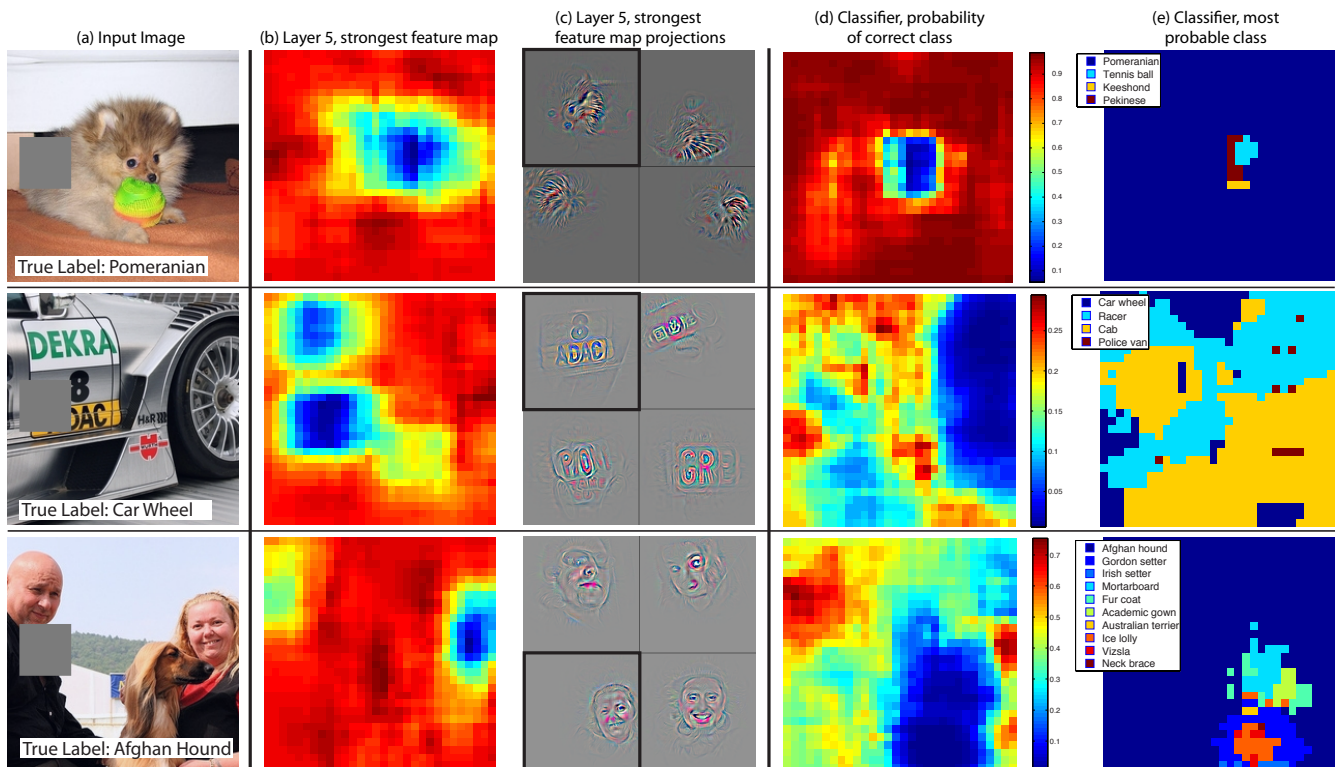 (a) Input Image
(b) Layer 5, strongest feature map
(c) Layer 5, strongest
feature map projections
(d) Classifier, probability
of correct class
(e) Classifier, most
probable class
True Label: Pomeranian
0.9
0.8
0.7
0.6
0.5
0.4
0.3
0.2
0.1
Pomeranian
Tennis ball
Keeshond
Pekinese
DEKRA
8
ADAC
H&R
True Label: Car Wheel
ADAC
GRE
0.25
0.2
0.15
0.1
0.05
Car wheel
Racer
Cab
Police van
True Label: Afghan Hound
0.7
0.6
0.5
0.4
0.3
0.2
0.1
Afghan hound
Gordon setter
Irish setter
Mortarboard
Fur coat
Academic gown
Australian terrier
Ice lolly
Vizsla
Neck brace